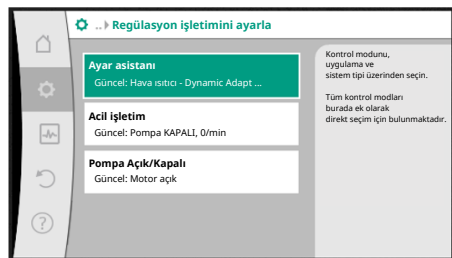 ..▸ Regülasyon işletimini ayarla
Ayar asistanı
Güncel: Hava ısıtıcı - Dynamic Adapt ...
Acil işletim
Güncel: Pompa KAPALI, 0/min
Pompa Açık/Kapalı
Güncel: Motor açık
Kontrol modunu,
uygulama ve
sistem tipi üzerinden seçin.
Tüm kontrol modları
burada ek olarak
direkt seçim için bulunmaktadır.
?